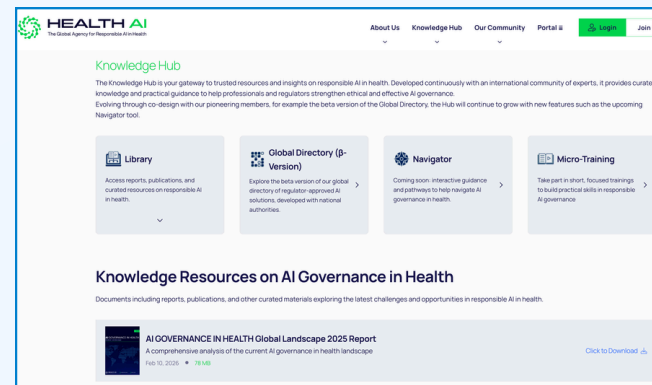 HEALTH AI
The Global Agency for Responsible AI in Health
About Us Knowledge Hub Our Community Portal Login Join
Knowledge Hub
The Knowledge Hub is your gateway to trusted resources and insights on responsible AI in health. Developed continuously with an international community of experts, it provides curate
knowledge and practical guidance to help professionals and regulators strengthen ethical and effective AI governance.
Evolving through co-design with our pioneering members, for example the beta version of the Global Directory, the Hub will continue to grow with new features such as the upcoming
Navigator tool.
Library
Access reports, publications, and
curated resources on responsible AI
in health.
Global Directory (β-
Version)
Explore the beta version of our global
directory of regulator-approved AI
solutions, developed with national
authorities.
Navigator
Coming soon: interactive guidance
and pathways to help navigate AI
governance in health.
Micro-Training
Take part in short, focused trainings
to build practical skills in responsible
AI governance
Knowledge Resources on AI Governance in Health
Documents including reports, publications, and other curated materials exploring the latest challenges and opportunities in responsible AI in health.
AI GOVERNANCE IN HEALTH Global Landscape 2025 Report
A comprehensive analysis of the current AI governance in health landscape
Feb 10, 2026 78 MB
Click to Download